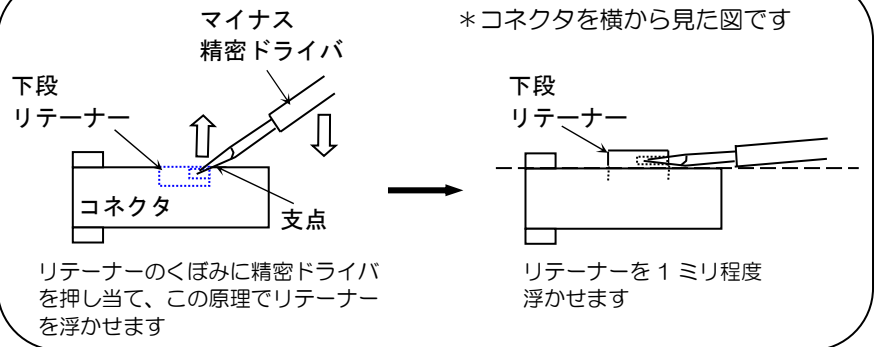 マイナス
精密ドライバ
＊コネクタを横から見た図です
下段
リテーナー
コネクタ
支点
リテーナーのくぼみに精密ドライバ
を押し当て、この原理でリテーナー
を浮かせます
下段
リテーナー
リテーナーを 1 ミリ程度
浮かせます